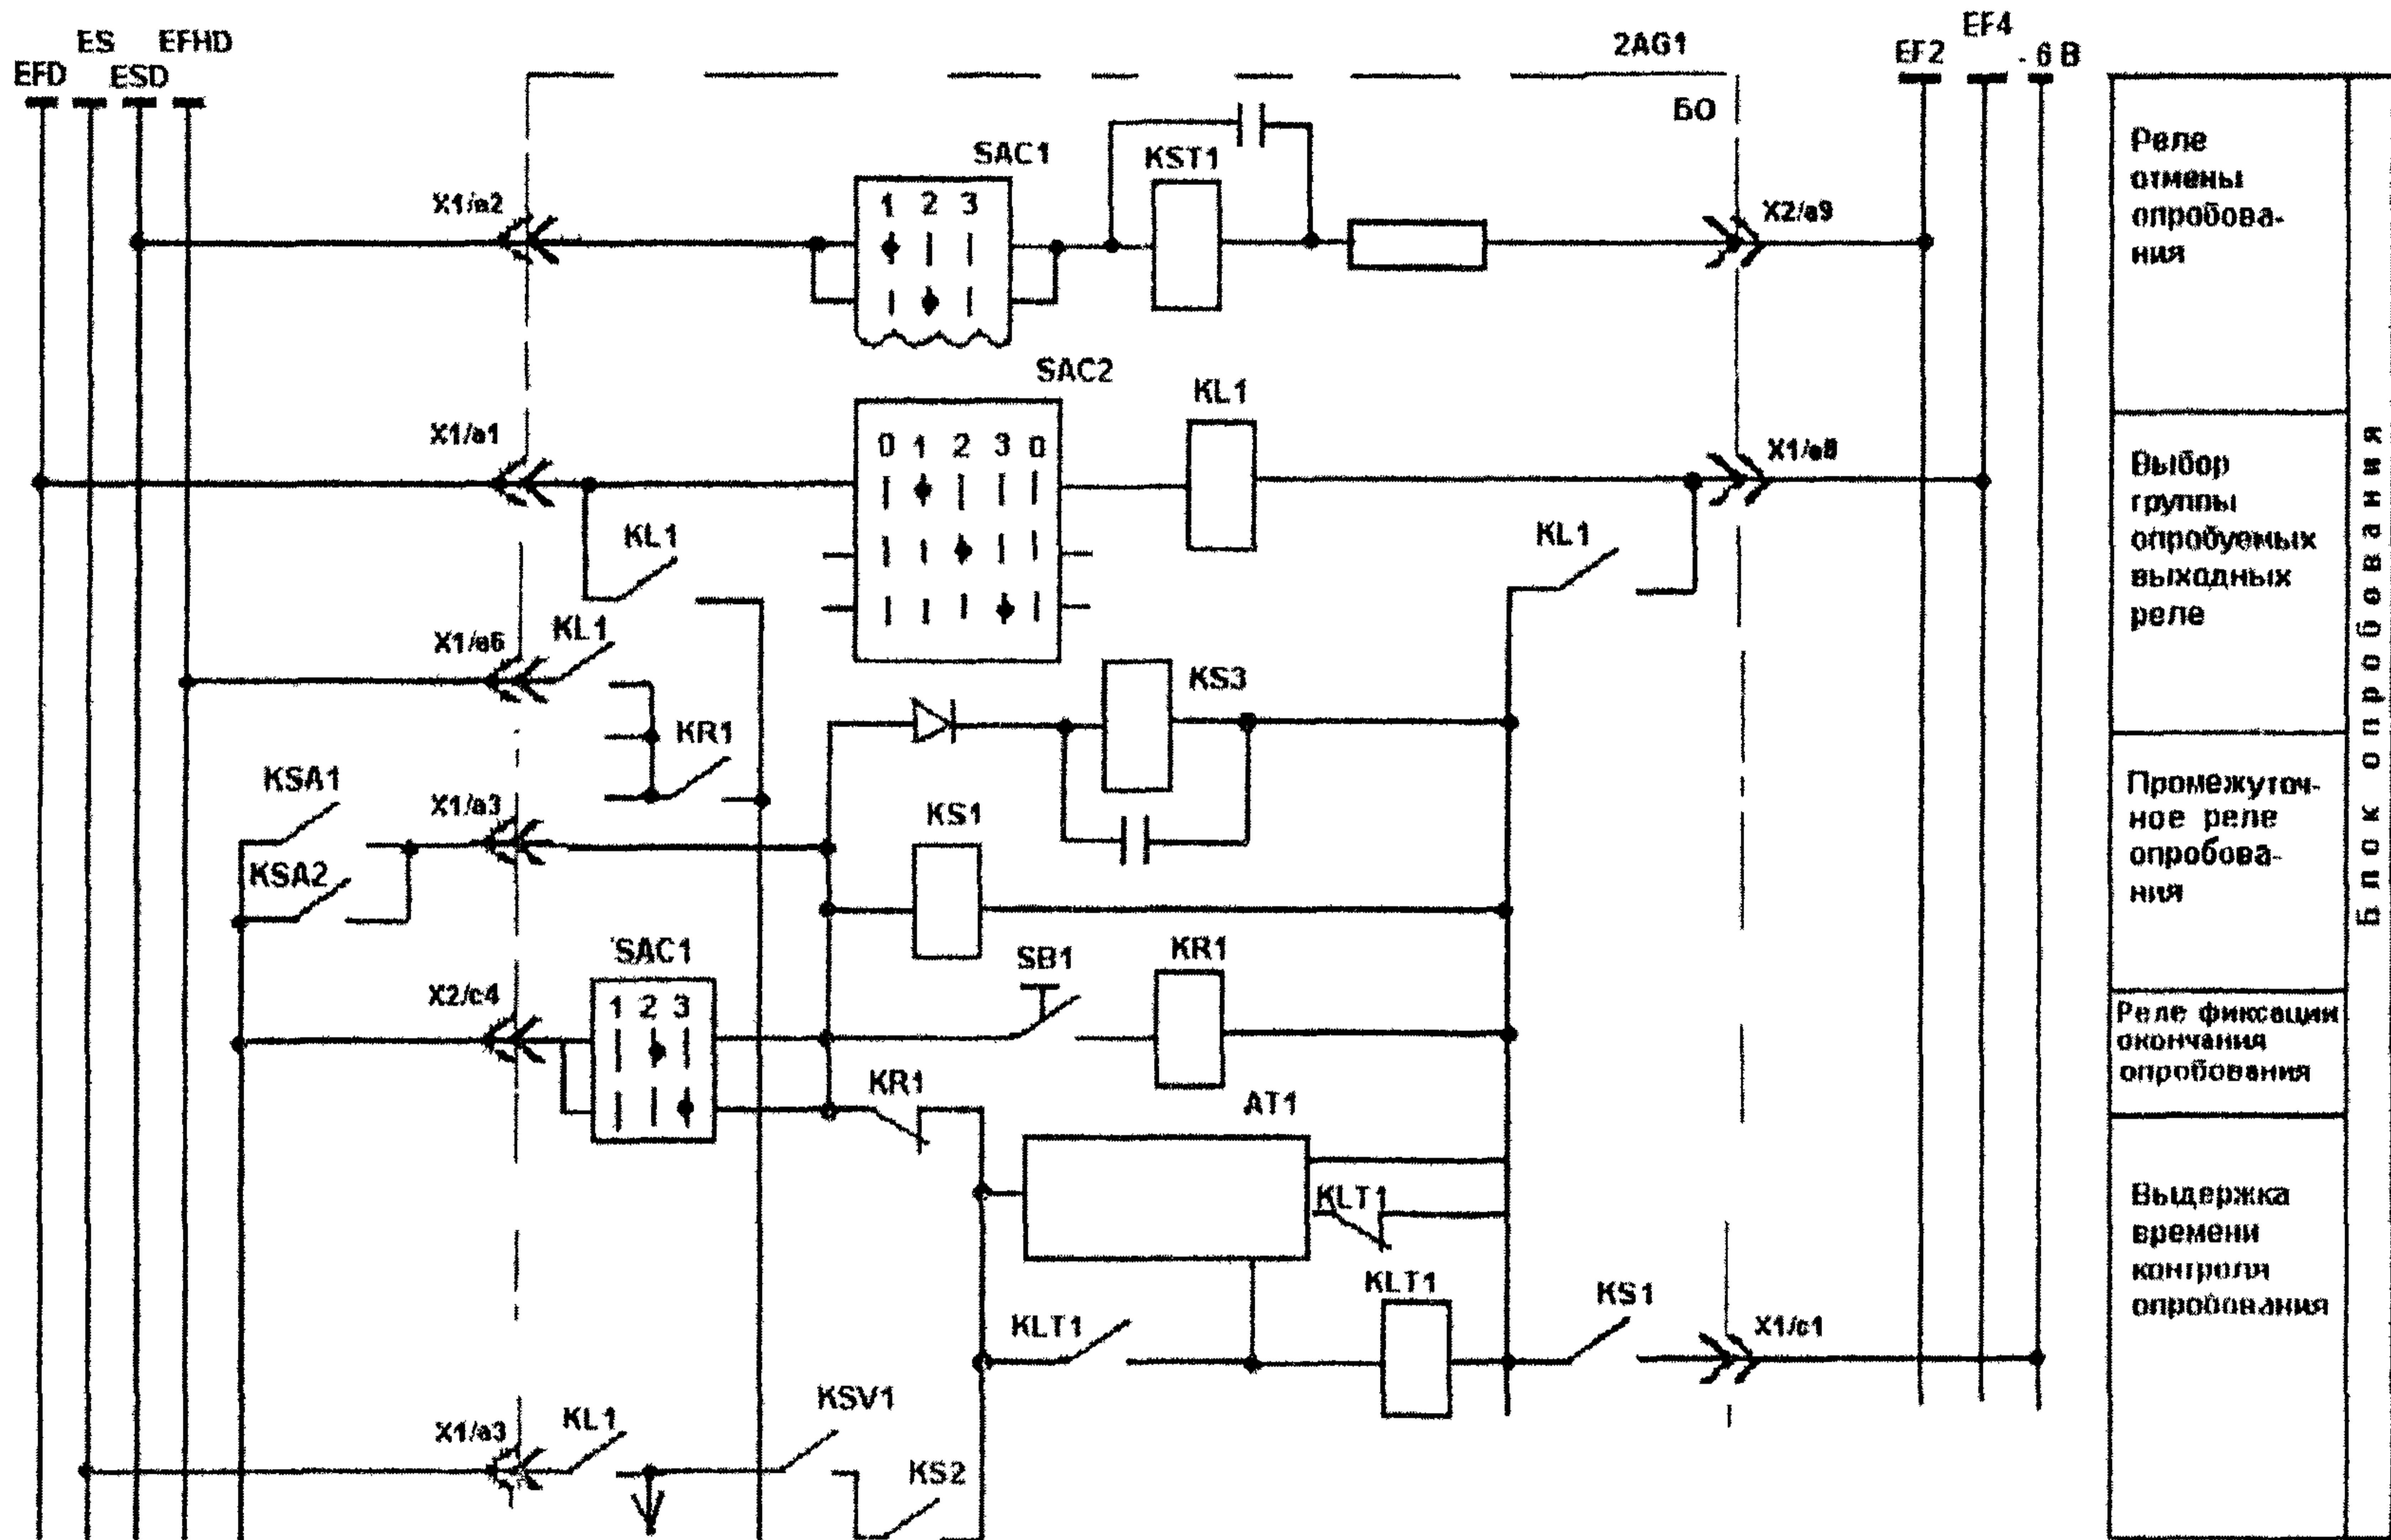 EFD
ES
ESD
EFHD
2AG1
БО
EF2
EF4
- 6 В
X1/a2
SAC1
1 2 3
KST1
X2/a9
Реле
отмены
опробова-
ния
X1/a1
SAC2
0 1 2 3 0
KL1
X1/a8
KL1
KL1
Выбор
группы
опробуемых
выходных
реле
X1/a6
KL1
KR1
KS3
KSA1
X1/a3
KSA2
KS1
Промежуточ-
ное реле
опробова-
ния
X2/c4
SAC1
1 2 3
SB1
KR1
Реле фиксации
окончания
опробования
KR1
AT1
KLT1
KLT1
KLT1
KS1
X1/c1
Выдержка
времени
контроля
опробования
X1/a3
KL1
KSV1
KS2
Блок опробования